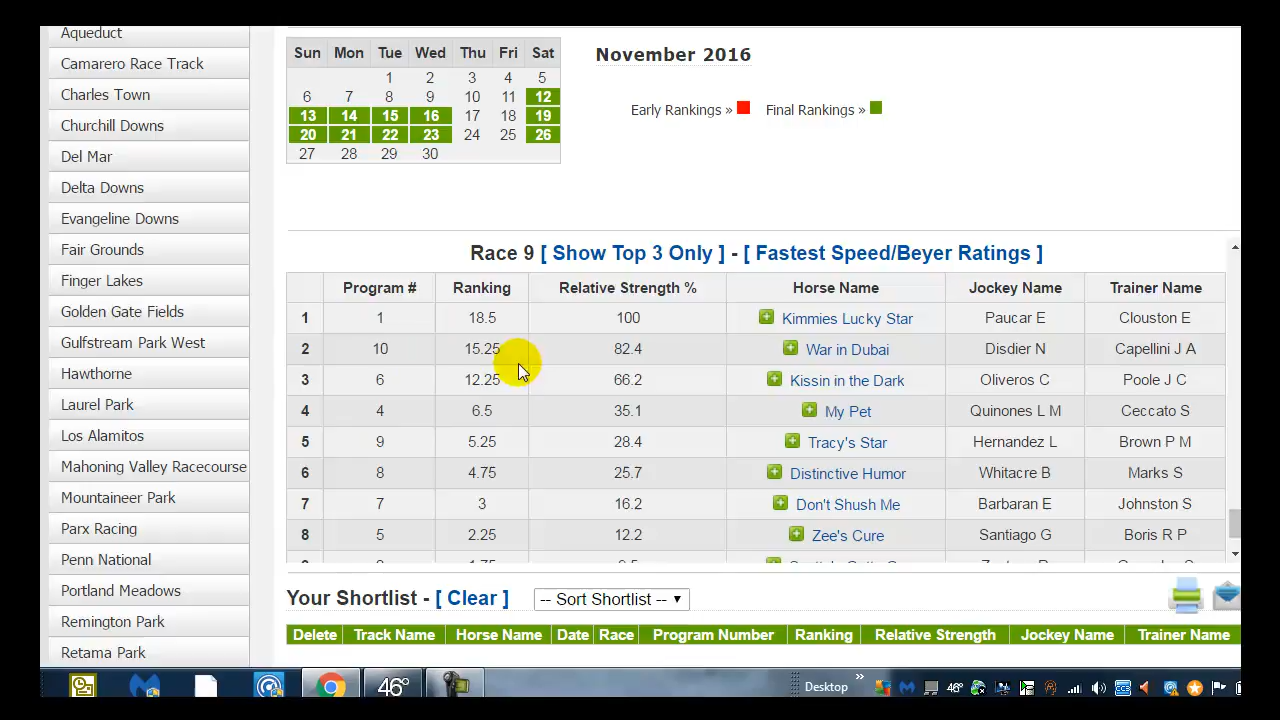 Aqueduct
Camarero Race Track
Charles Town
Churchill Downs
Del Mar
Delta Downs
Evangeline Downs
Fair Grounds
Finger Lakes
Golden Gate Fields
Gulfstream Park West
Hawthorne
Laurel Park
Los Alamitos
Mahoning Valley Racecourse
Mountaineer Park
Parx Racing
Penn National
Portland Meadows
Remington Park
Retama Park
Sun Mon Tue Wed Thu Fri Sat
1 2 3 4 5
6 7 8 9 10 11 12
13 14 15 16 17 18 19
20 21 22 23 24 25 26
27 28 29 30
November 2016
Early Rankings » Final Rankings »
Race 9 [ Show Top 3 Only ] - [ Fastest Speed/Beyer Ratings ]
Program # Ranking Relative Strength % Horse Name Jockey Name Trainer Name
1 1 18.5 100 Kimmies Lucky Star Paucar E Clouston E
2 10 15.25 82.4 War in Dubai Disdier N Capellini J A
3 6 12.25 66.2 Kissin in the Dark Oliveros C Poole J C
4 4 6.5 35.1 My Pet Quinones L M Ceccato S
5 9 5.25 28.4 Tracy's Star Hernandez L Brown P M
6 8 4.75 25.7 Distinctive Humor Whitacre B Marks S
7 7 3 16.2 Don't Shush Me Barbaran E Johnston S
8 5 2.25 12.2 Zee's Cure Santiago G Boris R P
Your Shortlist - [ Clear ] -- Sort Shortlist --
Delete Track Name Horse Name Date Race Program Number Ranking Relative Strength Jockey Name Trainer Name
46° Desktop » 46°